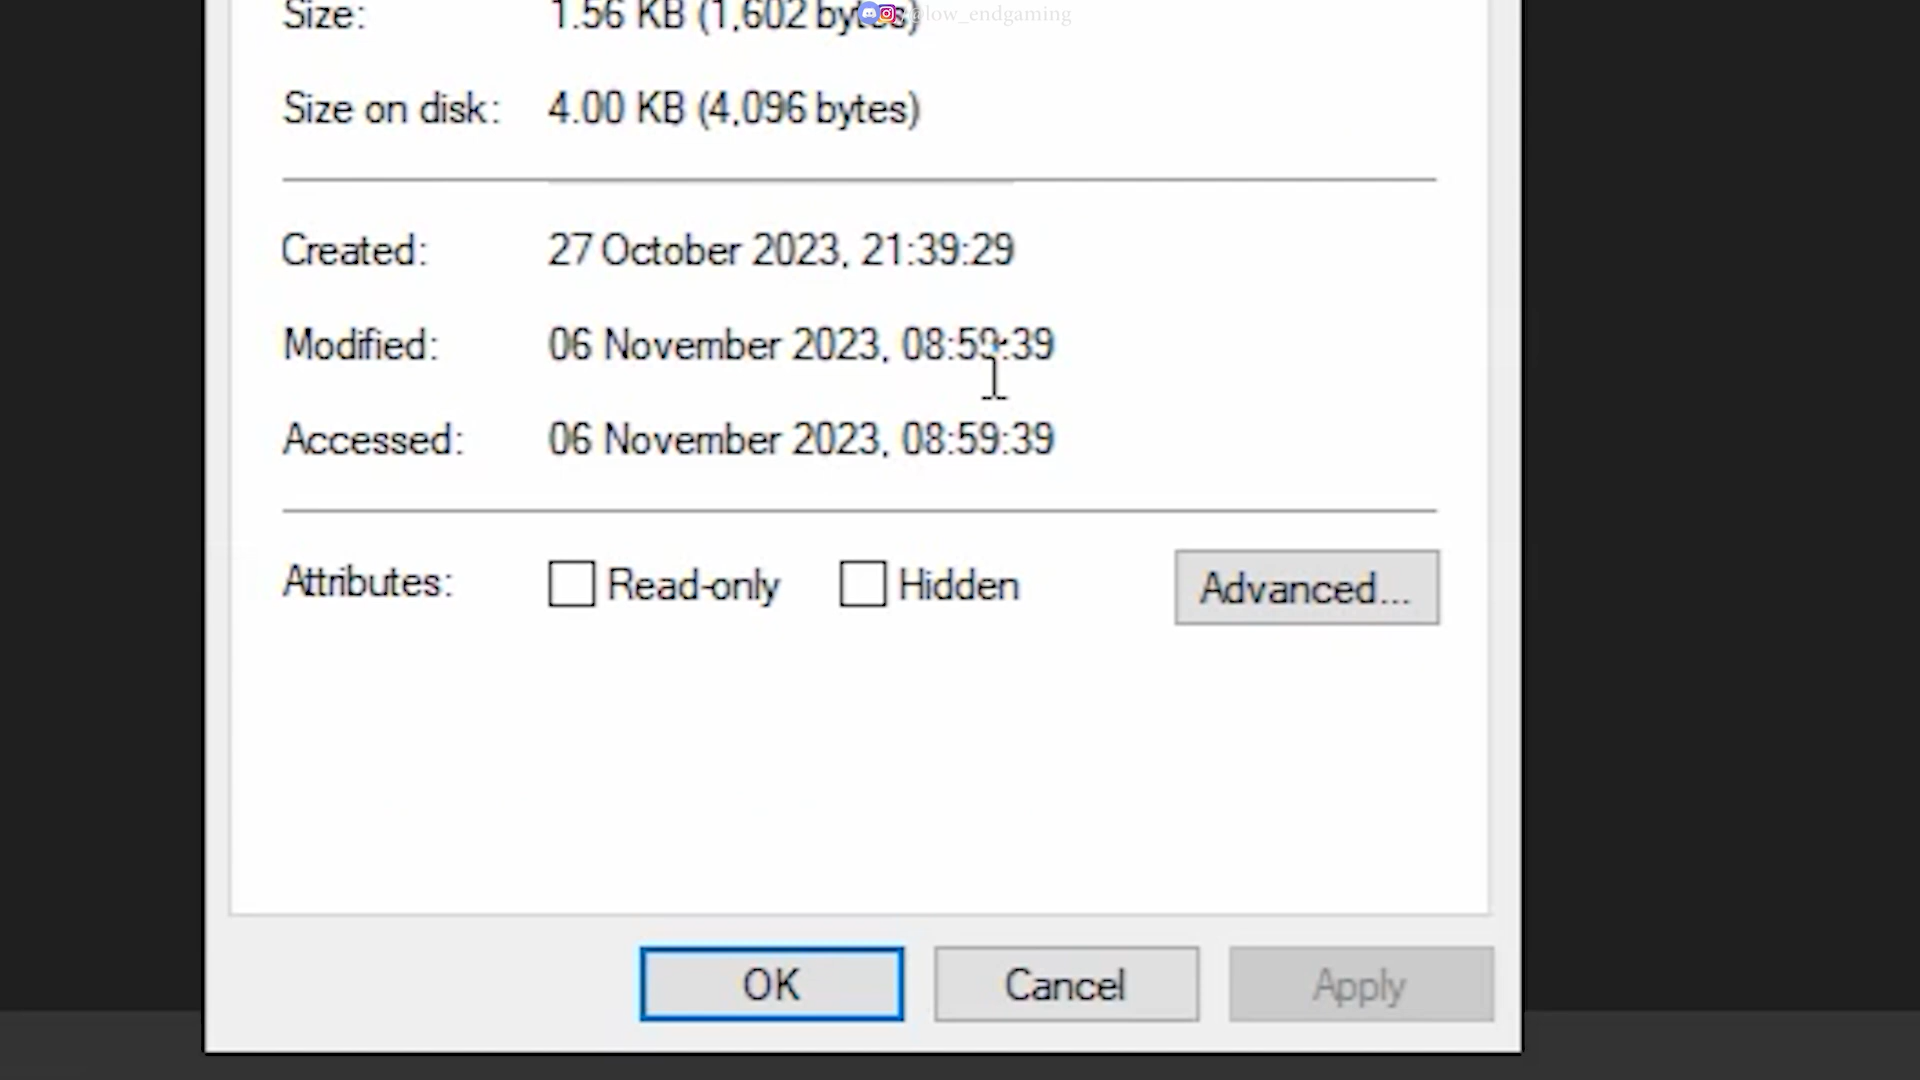 @low_endgaming
Size: 1.56 KB (1,602 bytes)
Size on disk: 4.00 KB (4,096 bytes)
Created: 27 October 2023, 21:39:29
Modified: 06 November 2023, 08:59:39
Accessed: 06 November 2023, 08:59:39
Attributes: Read-only Hidden Advanced...
OK Cancel Apply